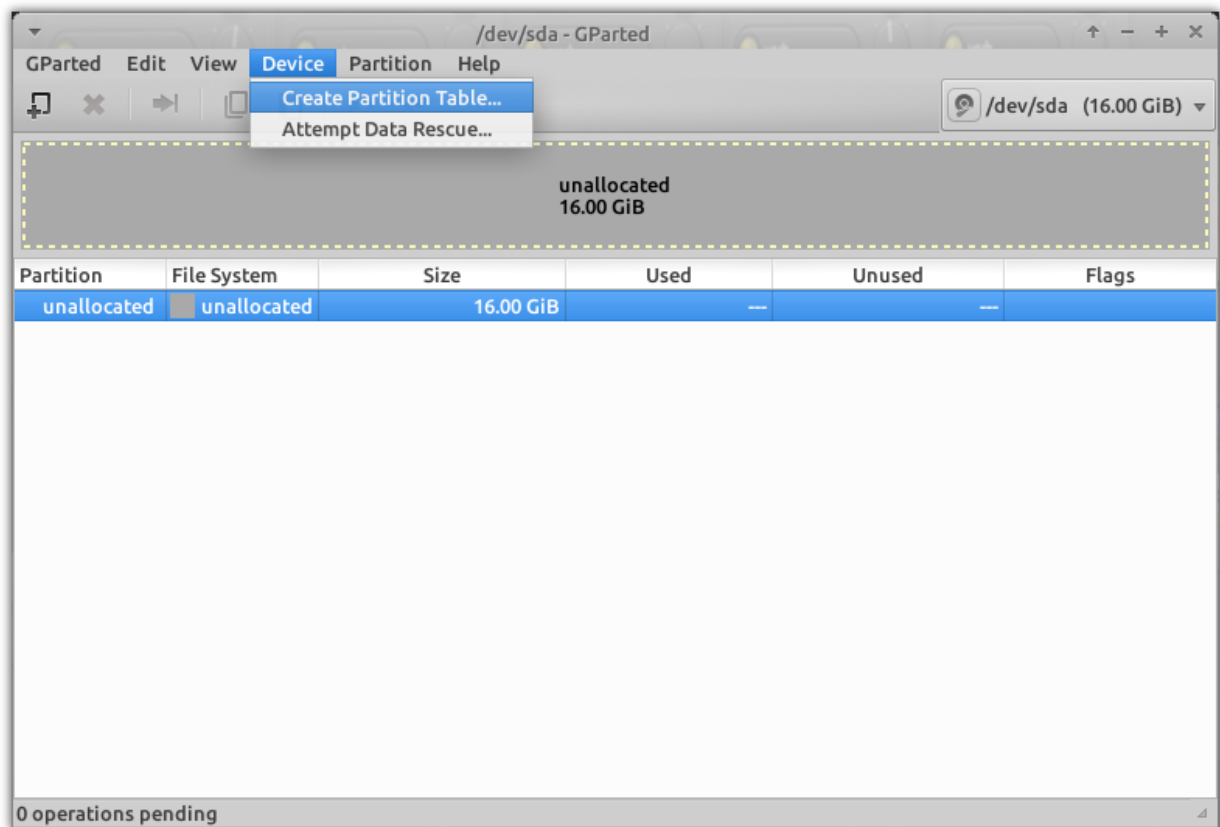 /dev/sda - GParted
GParted Edit View Device Partition Help
Create Partition Table...
Attempt Data Rescue...
/dev/sda (16.00 GiB)
unallocated
16.00 GiB
Partition File System Size Used Unused Flags
unallocated unallocated 16.00 GiB --- ---
0 operations pending